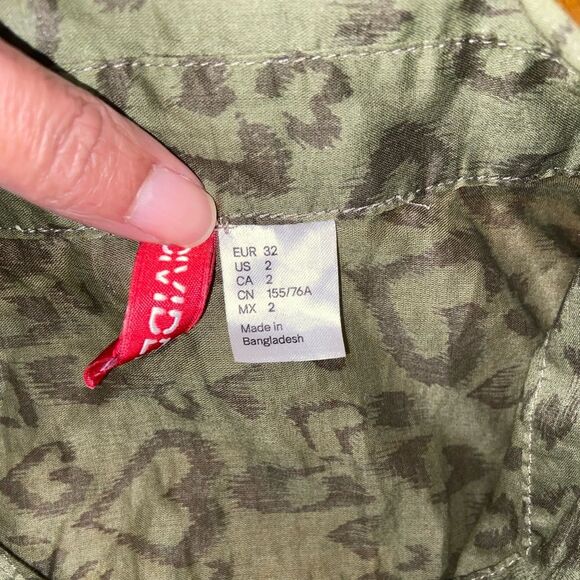 EUR 32
US 2
CA 2
CN 155/76A
MX 2
Made in
Bangladesh